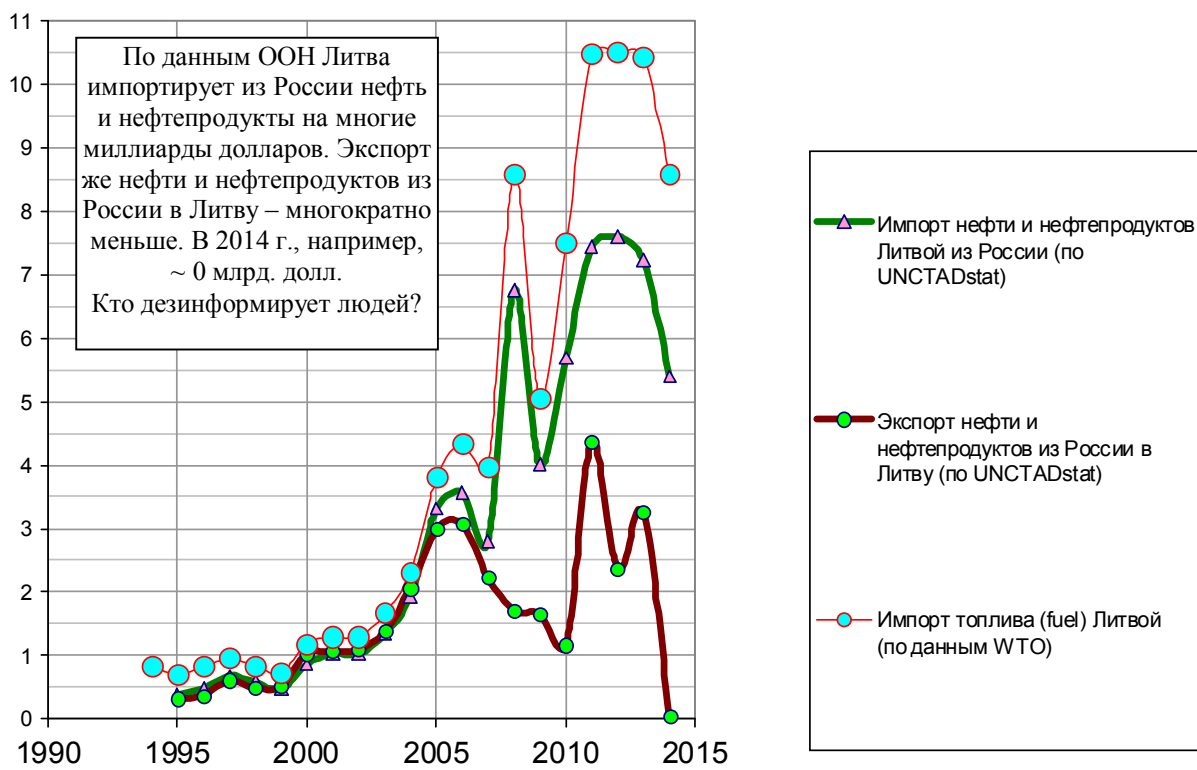 11
10
9
8
7
6
5
4
3
2
1
0
1990 1995 2000 2005 2010 2015
По данным ООН Литва
импортирует из России нефть
и нефтепродукты на многие
миллиарды долларов. Экспорт
же нефти и нефтепродуктов из
России в Литву – многократно
меньше. В 2014 г., например,
~ 0 млрд. долл.
Кто дезинформирует людей?
Импорт нефти и нефтепродуктов
Литвой из России (по
UNCTADstat)
Экспорт нефти и
нефтепродуктов из России в
Литву (по UNCTADstat)
Импорт топлива (fuel) Литвой
(по данным WTO)